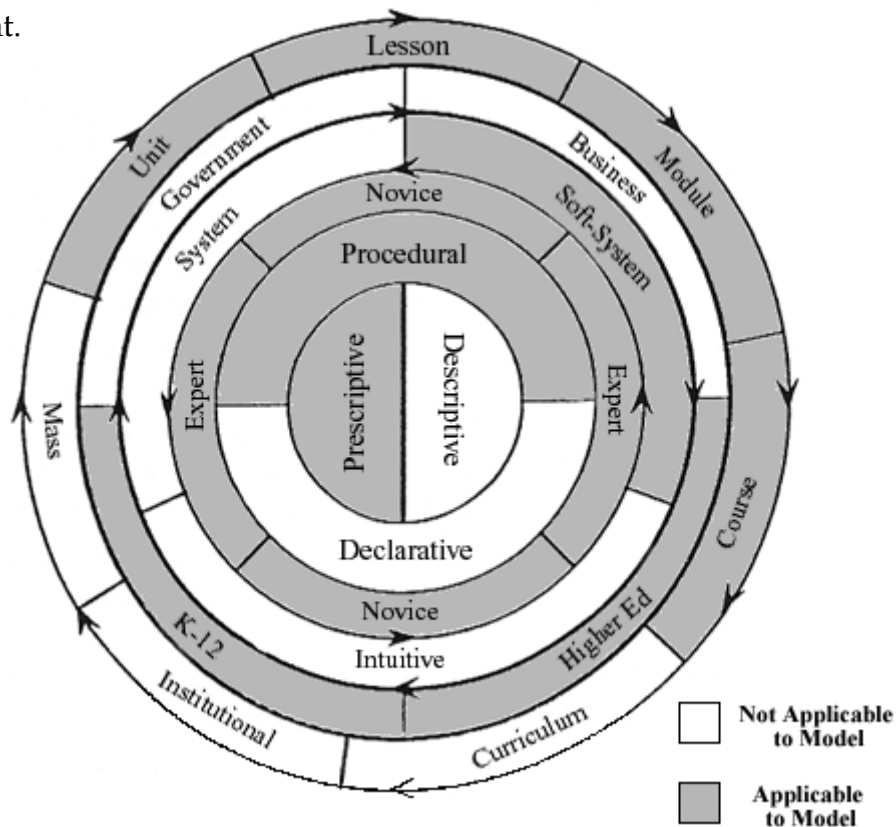 nt.
Lesson
Unit
Module
Government
Business
System
Soft-System
Novice
Procedural
Expert
Prescriptive
Descriptive
Expert
Mass
Course
Declarative
Novice
K-12
Higher Ed
Intuitive
Institutional
Curriculum
Not Applicable
to Model
Applicable
to Model